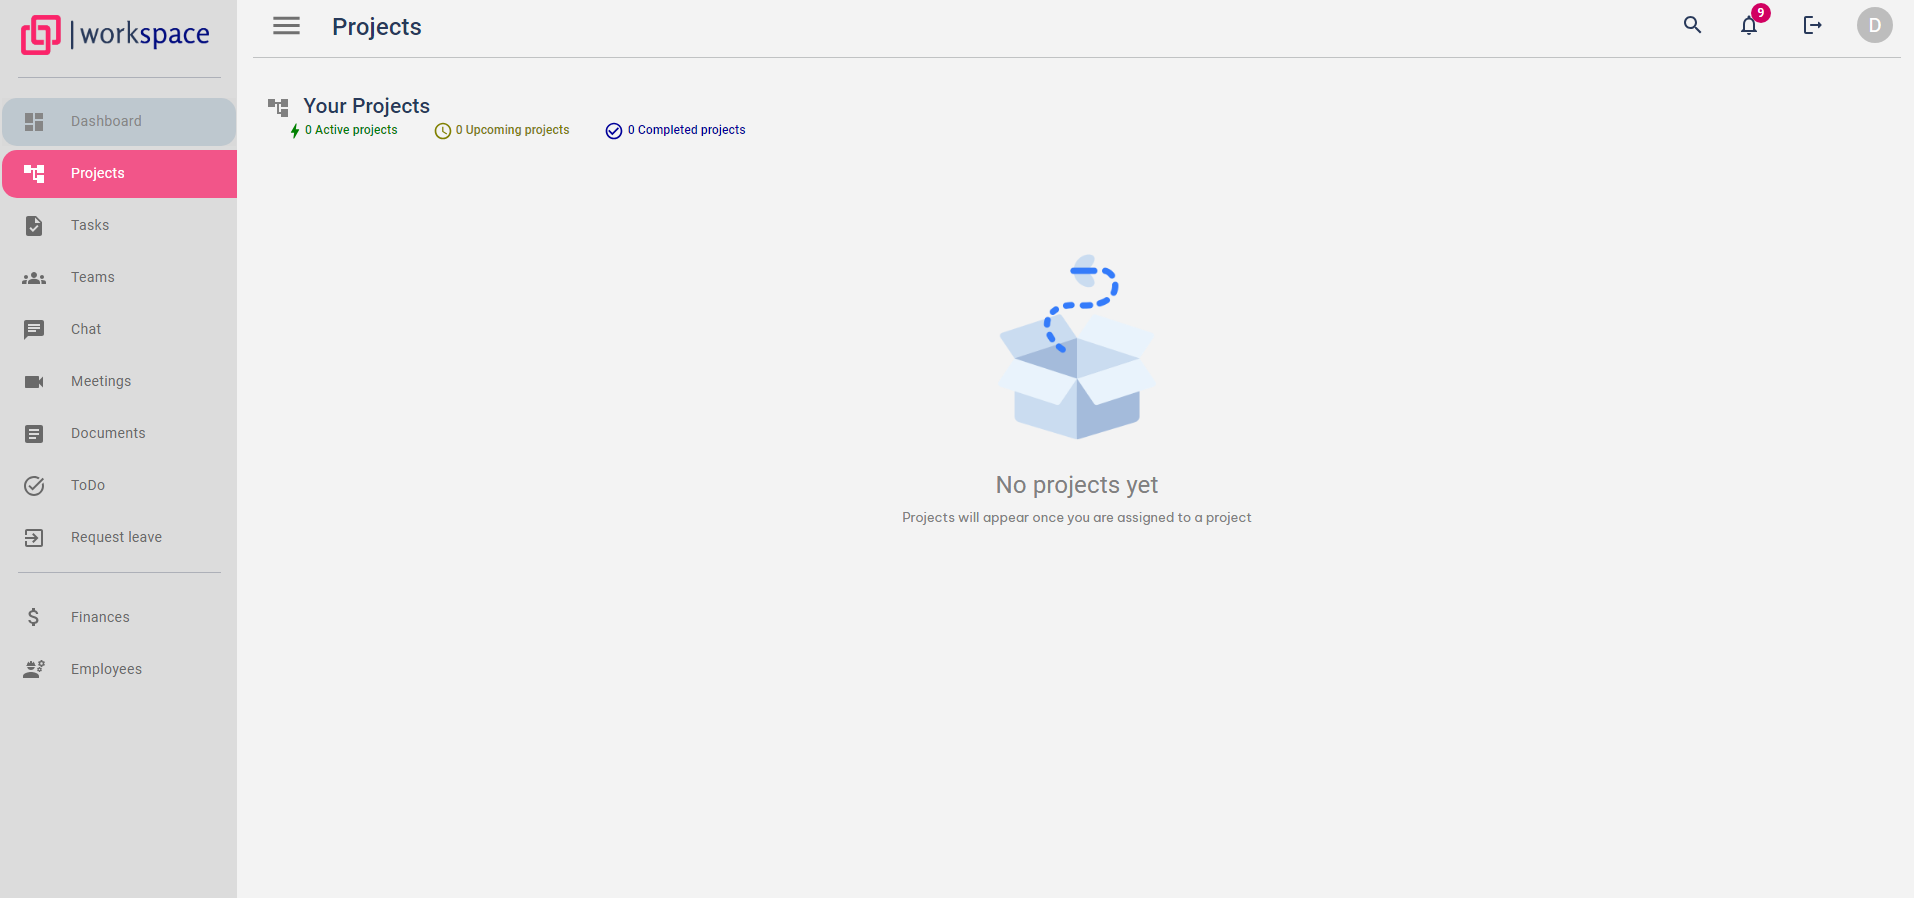 |workspace
Projects
9
D
Dashboard
Projects
Tasks
Teams
Chat
Meetings
Documents
ToDo
Request leave
Finances
Employees
Your Projects
0 Active projects
0 Upcoming projects
0 Completed projects
No projects yet
Projects will appear once you are assigned to a project